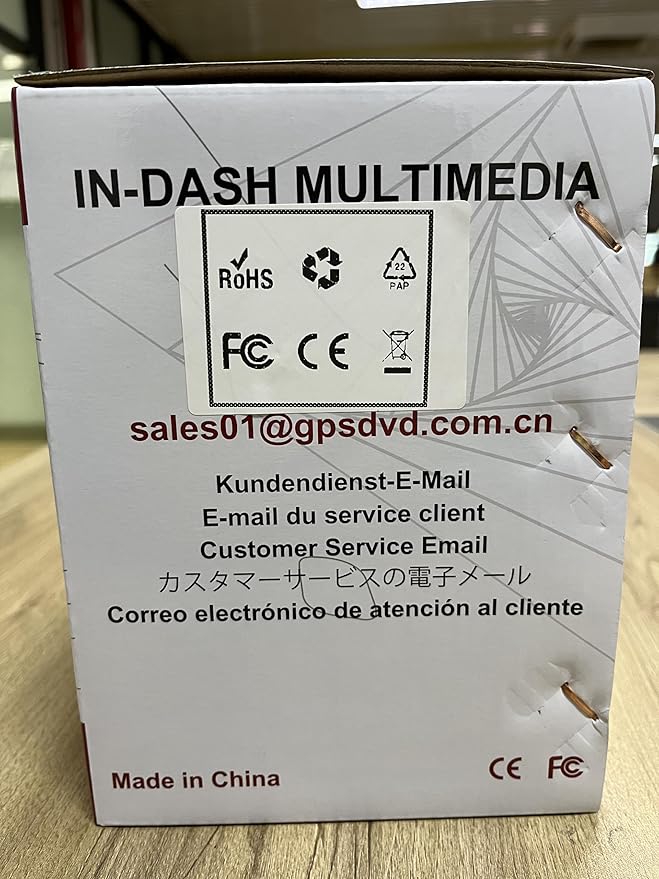 IN-DASH MULTIMEDIA
RoHS
22
PAP
FC CE
sales01@gpsdvd.com.cn
Kundendienst-E-Mail
E-mail du service client
Customer Service Email
カスタマーサービスの電子メール
Correo electrónico de atención al cliente
Made in China
CE FC